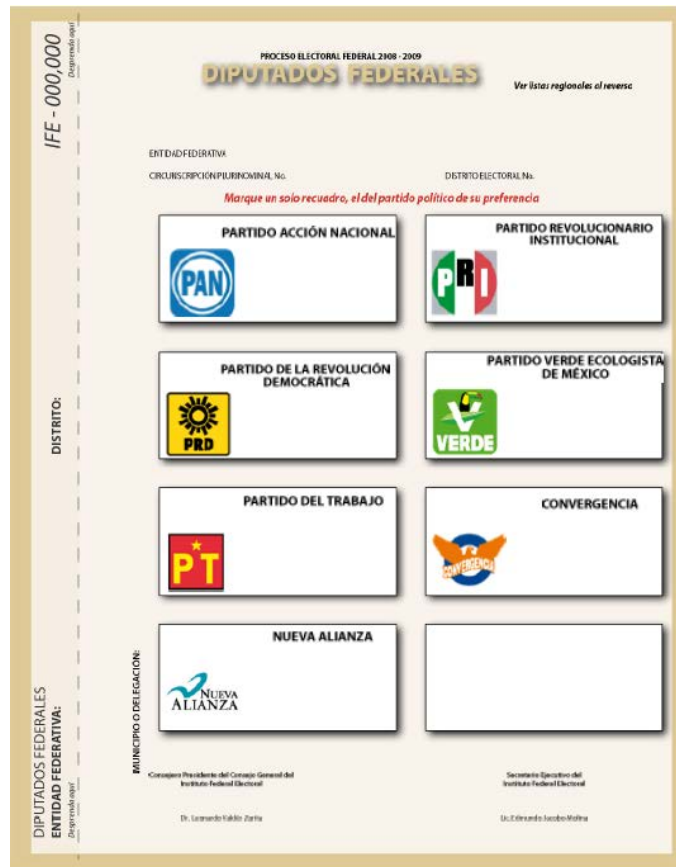 IFE - 000,000
Desprenda aquí
DISTRITO:
DIPUTADOS FEDERALES
ENTIDAD FEDERATIVA:
Desprenda aquí
MUNICIPIO O DELEGACIÓN:
PROCESO ELECTORAL FEDERAL 2008 - 2009
DIPUTADOS FEDERALES
Ver listas regionales al reverso
ENTIDAD FEDERATIVA
CIRCUNSCRIPCIÓN PLURINOMINAL, No.
DISTRITO ELECTORAL, No.
Marque un solo recuadro, el del partido político de su preferencia
PARTIDO ACCIÓN NACIONAL
PAN
PARTIDO REVOLUCIONARIO
INSTITUCIONAL
PRI
PARTIDO DE LA REVOLUCIÓN
DEMOCRÁTICA
PRD
PARTIDO VERDE ECOLOGISTA
DE MÉXICO
VERDE
PARTIDO DEL TRABAJO
PT
CONVERGENCIA
CONVERGENCIA
NUEVA ALIANZA
NUEVA
ALIANZA
Consejero Presidente del Consejo General del
Instituto Federal Electoral
Dr. Leonardo Valdés Zurita
Secretario Ejecutivo del
Instituto Federal Electoral
Lic. Edmundo Jacobo Molina